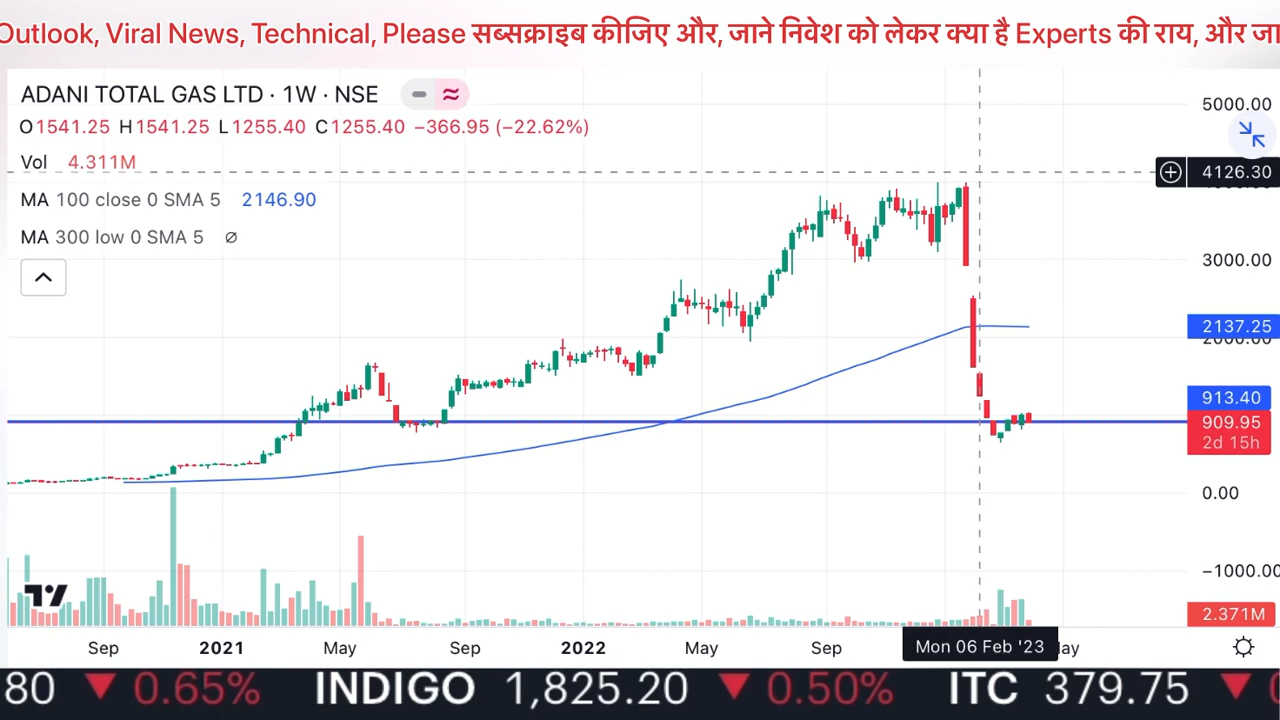 Outlook, Viral News, Technical, Please सब्सक्राइब कीजिए और, जाने निवेश को लेकर क्या है Experts की राय, और जा
ADANI TOTAL GAS LTD · 1W · NSE
O1541.25 H1541.25 L1255.40 C1255.40 −366.95 (−22.62%)
Vol 4.311M
MA 100 close 0 SMA 5 2146.90
MA 300 low 0 SMA 5 ∅
5000.00
4126.30
3000.00
2137.25
913.40
909.95
2d 15h
0.00
−1000.00
2.371M
Sep 2021 May Sep 2022 May Sep Mon 06 Feb '23 ay
80 ▼ 0.65% INDIGO 1,825.20 ▼ 0.50% ITC 379.75 ▼